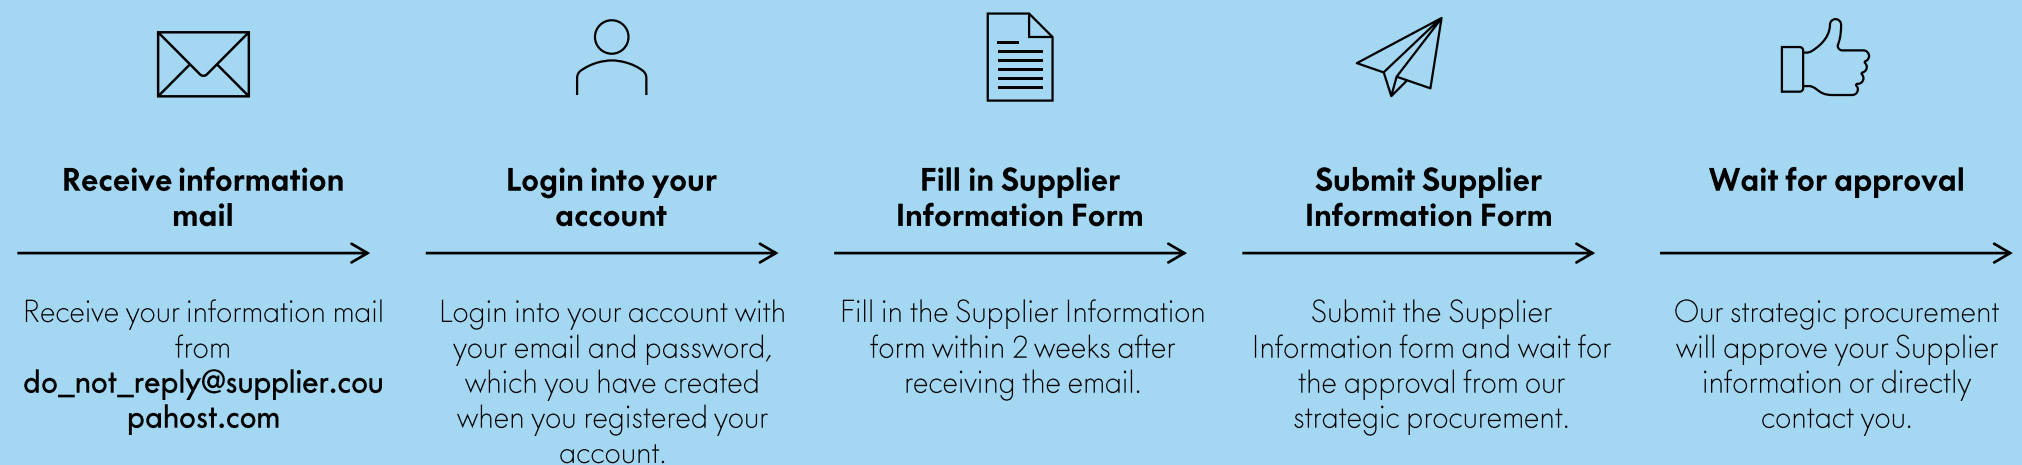 Receive information
mail
Receive your information mail
from
do_not_reply@supplier.cou
pahost.com
Login into your
account
Login into your account with
your email and password,
which you have created
when you registered your
account.
Fill in Supplier
Information Form
Fill in the Supplier Information
form within 2 weeks after
receiving the email.
Submit Supplier
Information Form
Submit the Supplier
Information form and wait for
the approval from our
strategic procurement.
Wait for approval
Our strategic procurement
will approve your Supplier
information or directly
contact you.